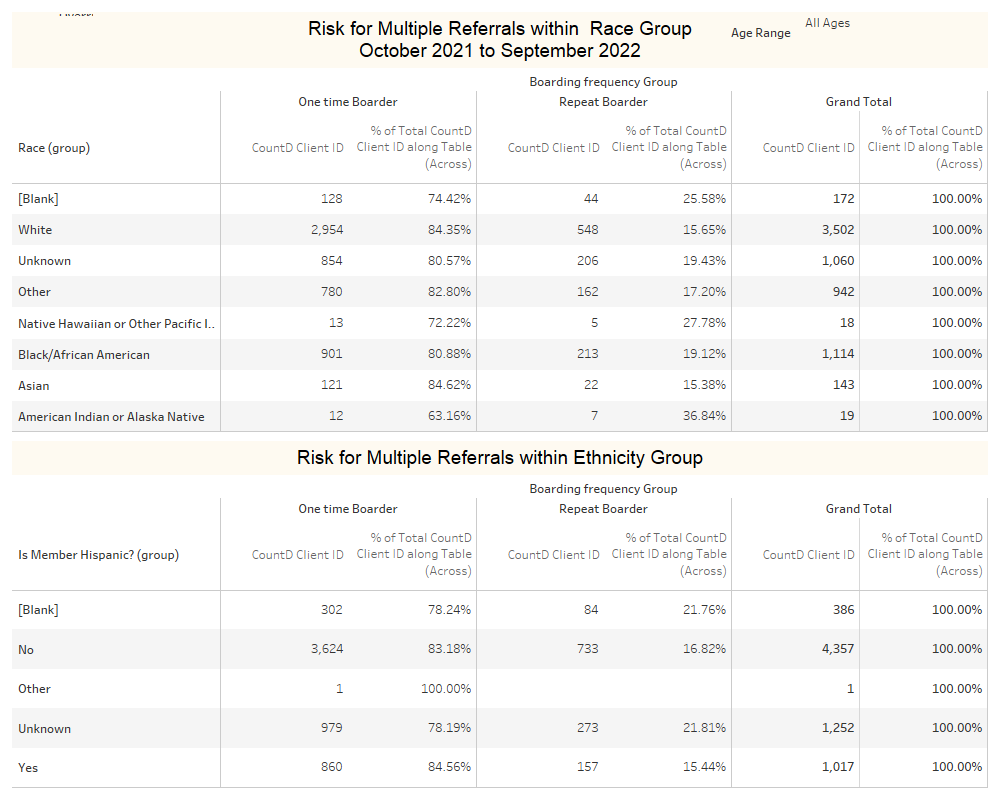 Risk for Multiple Referrals within Race Group
October 2021 to September 2022
Age Range
All Ages
Boarding frequency Group
One time Boarder Repeat Boarder Grand Total
Race (group) CountD Client ID % of Total CountD Client ID along Table (Across) CountD Client ID % of Total CountD Client ID along Table (Across) CountD Client ID % of Total CountD Client ID along Table (Across)
[Blank] 128 74.42% 44 25.58% 172 100.00%
White 2,954 84.35% 548 15.65% 3,502 100.00%
Unknown 854 80.57% 206 19.43% 1,060 100.00%
Other 780 82.80% 162 17.20% 942 100.00%
Native Hawaiian or Other Pacific I.. 13 72.22% 5 27.78% 18 100.00%
Black/African American 901 80.88% 213 19.12% 1,114 100.00%
Asian 121 84.62% 22 15.38% 143 100.00%
American Indian or Alaska Native 12 63.16% 7 36.84% 19 100.00%
Risk for Multiple Referrals within Ethnicity Group
Boarding frequency Group
One time Boarder Repeat Boarder Grand Total
Is Member Hispanic? (group) CountD Client ID % of Total CountD Client ID along Table (Across) CountD Client ID % of Total CountD Client ID along Table (Across) CountD Client ID % of Total CountD Client ID along Table (Across)
[Blank] 302 78.24% 84 21.76% 386 100.00%
No 3,624 83.18% 733 16.82% 4,357 100.00%
Other 1 100.00% 1 100.00%
Unknown 979 78.19% 273 21.81% 1,252 100.00%
Yes 860 84.56% 157 15.44% 1,017 100.00%